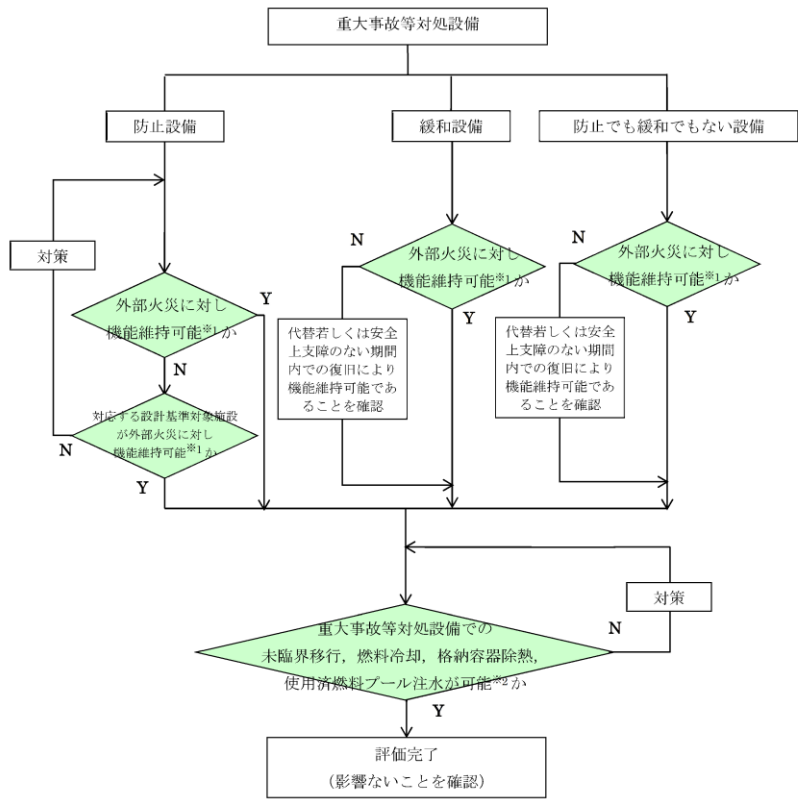 重大事故等対処設備
防止設備
緩和設備
防止でも緩和でもない設備
対策
外部火災に対し
機能維持可能※1か
Y
N
対応する設計基準対象施設
が外部火災に対し
機能維持可能※1か
N
Y
外部火災に対し
機能維持可能※1か
N
Y
代替若しくは安全
上支障のない期間
内での復旧により
機能維持可能であ
ることを確認
外部火災に対し
機能維持可能※1か
N
Y
代替若しくは安全
上支障のない期間
内での復旧により
機能維持可能であ
ることを確認
対策
重大事故等対処設備での
未臨界移行，燃料冷却，格納容器除熱，
使用済燃料プール注水が可能※2か
N
Y
評価完了
（影響ないことを確認）